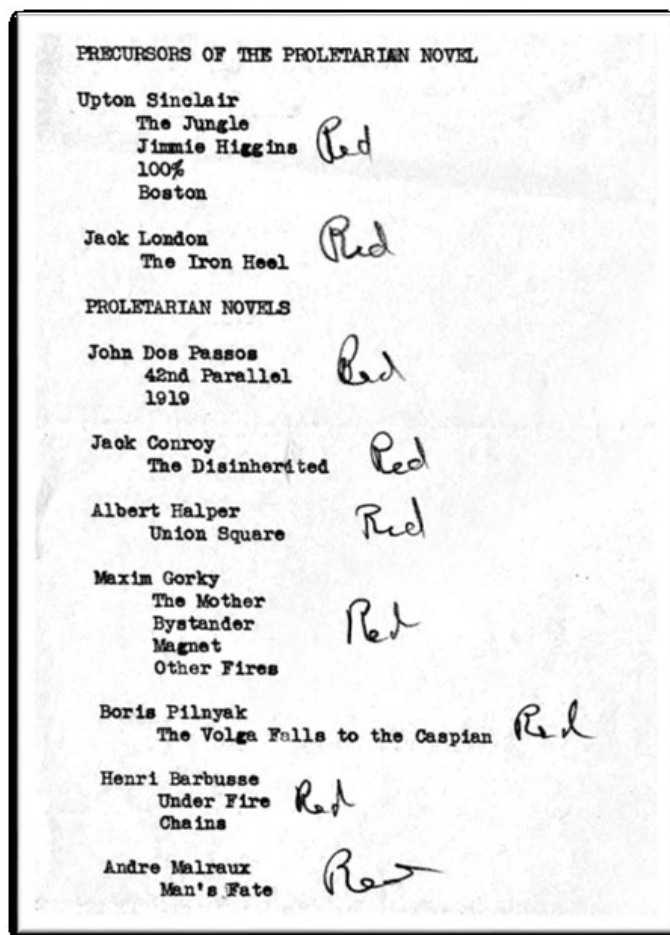 PRECURSORS OF THE PROLETARIAN NOVEL
Upton Sinclair
The Jungle
Jimmie Higgins Red
100%
Boston
Jack London Red
The Iron Heel
PROLETARIAN NOVELS
John Dos Passos
42nd Parallel Red
1919
Jack Conroy
The Disinherited Red
Albert Halper
Union Square Red
Maxim Gorky
The Mother
Bystander Red
Magnet
Other Fires
Boris Pilnyak
The Volga Falls to the Caspian Red
Henri Barbusse
Under Fire Red
Chains
Andre Malraux Red
Man's Fate